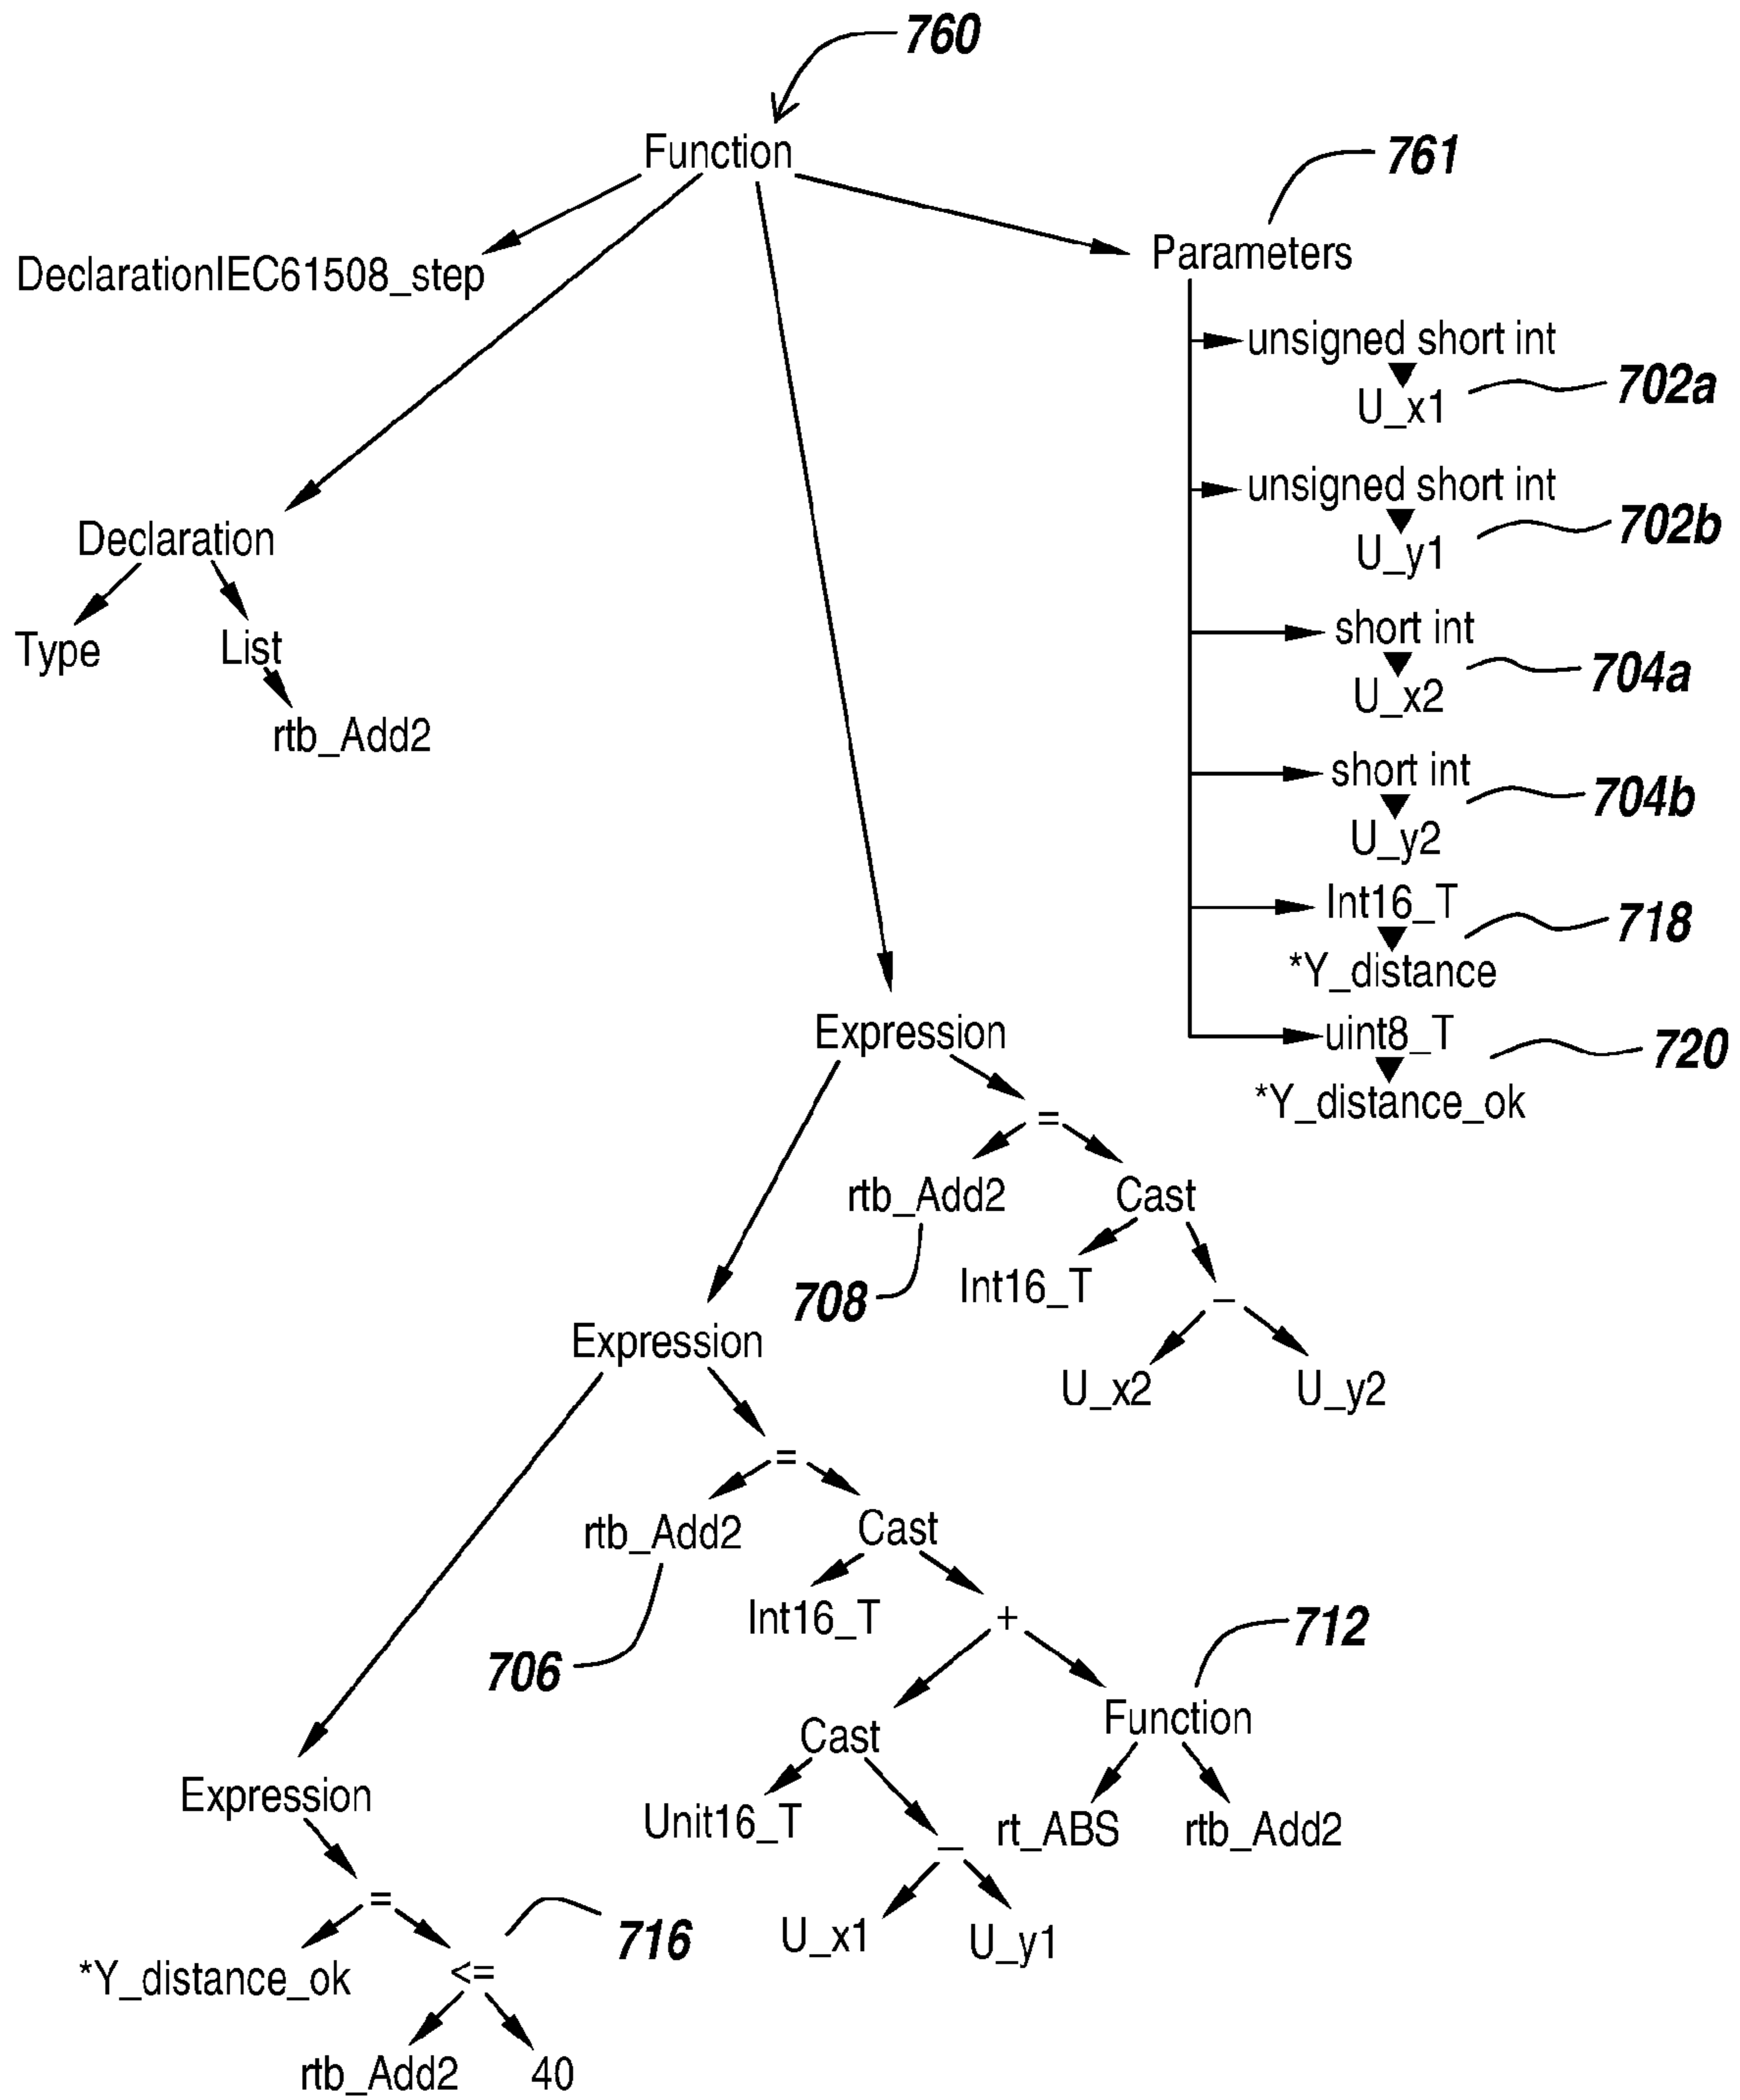 760
Function
761
Parameters
DeclarationIEC61508_step
unsigned short int
702a
U_x1
unsigned short int
702b
U_y1
Declaration
short int
Type
List
704a
U_x2
rtb_Add2
short int
704b
U_y2
Int16_T
718
*Y_distance
Expression
uint8_T
720
*Y_distance_ok
=
rtb_Add2
Cast
708
Int16_T
–
Expression
U_x2
U_y2
=
rtb_Add2
Cast
Int16_T
+
712
706
Cast
Function
Expression
Unit16_T
rt_ABS
rtb_Add2
–
=
716
U_x1
U_y1
*Y_distance_ok
<=
rtb_Add2
40